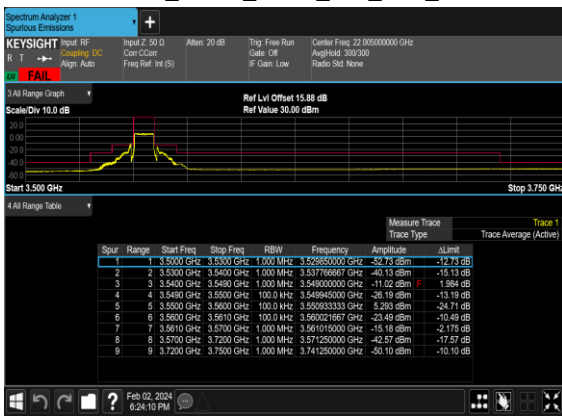 Spectrum Analyzer 1
Spurious Emissions
KEYSIGHT Input: RF Input Z: 50 Ω Atten: 20 dB Trig: Free Run Center Freq: 22.005000000 GHz
R T Coupling: DC Corr CCorr Gate: Off Avg|Hold: 300/300
Align: Auto Freq Ref: Int (S) IF Gain: Low Radio Std: None
FAIL
3 All Range Graph
Ref Lvl Offset 15.88 dB
Scale/Div 10.0 dB Ref Value 30.00 dBm
20.0
0.00
-20.0
-40.0
-60.0
Start 3.500 GHz Stop 3.750 GHz
4 All Range Table
Measure Trace Trace 1
Trace Type Trace Average (Active)
Spur Range Start Freq Stop Freq RBW Frequency Amplitude ΔLimit
1 1 3.5000 GHz 3.5300 GHz 1.000 MHz 3.529650000 GHz -52.73 dBm -12.73 dB
2 2 3.5300 GHz 3.5400 GHz 1.000 MHz 3.537766667 GHz -40.13 dBm -15.13 dB
3 3 3.5400 GHz 3.5490 GHz 1.000 MHz 3.549000000 GHz -11.02 dBm F 1.984 dB
4 4 3.5490 GHz 3.5500 GHz 100.0 kHz 3.549945000 GHz -26.19 dBm -13.19 dB
5 5 3.5500 GHz 3.5600 GHz 100.0 kHz 3.550933333 GHz 5.293 dBm -24.71 dB
6 6 3.5600 GHz 3.5610 GHz 100.0 kHz 3.560021667 GHz -23.49 dBm -10.49 dB
7 7 3.5610 GHz 3.5700 GHz 1.000 MHz 3.561015000 GHz -15.18 dBm -2.175 dB
8 8 3.5700 GHz 3.7200 GHz 1.000 MHz 3.571250000 GHz -42.57 dBm -17.57 dB
9 9 3.7200 GHz 3.7500 GHz 1.000 MHz 3.741250000 GHz -50.10 dBm -10.10 dB
Feb 02, 2024
6:24:10 PM